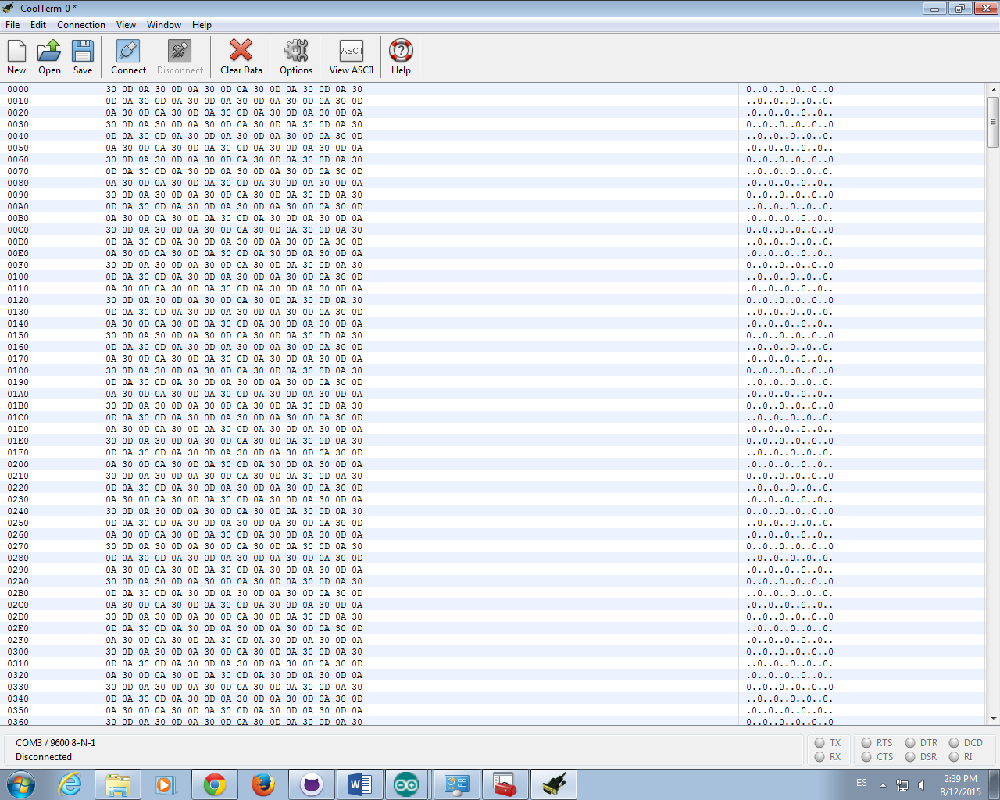 CoolTerm_0 *
File Edit Connection View Window Help
New Open Save Connect Disconnect Clear Data Options ASCII View ASCII Help
0000 30 0D 0A 30 0D 0A 30 0D 0A 30 0D 0A 30 0D 0A 30 0..0..0..0..0..0
0010 0D 0A 30 0D 0A 30 0D 0A 30 0D 0A 30 0D 0A 30 0D ..0..0..0..0..0.
0020 0A 30 0D 0A 30 0D 0A 30 0D 0A 30 0D 0A 30 0D 0A .0..0..0..0..0..
0030 30 0D 0A 30 0D 0A 30 0D 0A 30 0D 0A 30 0D 0A 30 0..0..0..0..0..0
0040 0D 0A 30 0D 0A 30 0D 0A 30 0D 0A 30 0D 0A 30 0D ..0..0..0..0..0.
0050 0A 30 0D 0A 30 0D 0A 30 0D 0A 30 0D 0A 30 0D 0A .0..0..0..0..0..
0060 30 0D 0A 30 0D 0A 30 0D 0A 30 0D 0A 30 0D 0A 30 0..0..0..0..0..0
0070 0D 0A 30 0D 0A 30 0D 0A 30 0D 0A 30 0D 0A 30 0D ..0..0..0..0..0.
0080 0A 30 0D 0A 30 0D 0A 30 0D 0A 30 0D 0A 30 0D 0A .0..0..0..0..0..
0090 30 0D 0A 30 0D 0A 30 0D 0A 30 0D 0A 30 0D 0A 30 0..0..0..0..0..0
00A0 0D 0A 30 0D 0A 30 0D 0A 30 0D 0A 30 0D 0A 30 0D ..0..0..0..0..0.
00B0 0A 30 0D 0A 30 0D 0A 30 0D 0A 30 0D 0A 30 0D 0A .0..0..0..0..0..
00C0 30 0D 0A 30 0D 0A 30 0D 0A 30 0D 0A 30 0D 0A 30 0..0..0..0..0..0
00D0 0D 0A 30 0D 0A 30 0D 0A 30 0D 0A 30 0D 0A 30 0D ..0..0..0..0..0.
00E0 0A 30 0D 0A 30 0D 0A 30 0D 0A 30 0D 0A 30 0D 0A .0..0..0..0..0..
00F0 30 0D 0A 30 0D 0A 30 0D 0A 30 0D 0A 30 0D 0A 30 0..0..0..0..0..0
0100 0D 0A 30 0D 0A 30 0D 0A 30 0D 0A 30 0D 0A 30 0D ..0..0..0..0..0.
0110 0A 30 0D 0A 30 0D 0A 30 0D 0A 30 0D 0A 30 0D 0A .0..0..0..0..0..
0120 30 0D 0A 30 0D 0A 30 0D 0A 30 0D 0A 30 0D 0A 30 0..0..0..0..0..0
0130 0D 0A 30 0D 0A 30 0D 0A 30 0D 0A 30 0D 0A 30 0D ..0..0..0..0..0.
0140 0A 30 0D 0A 30 0D 0A 30 0D 0A 30 0D 0A 30 0D 0A .0..0..0..0..0..
0150 30 0D 0A 30 0D 0A 30 0D 0A 30 0D 0A 30 0D 0A 30 0..0..0..0..0..0
0160 0D 0A 30 0D 0A 30 0D 0A 30 0D 0A 30 0D 0A 30 0D ..0..0..0..0..0.
0170 0A 30 0D 0A 30 0D 0A 30 0D 0A 30 0D 0A 30 0D 0A .0..0..0..0..0..
0180 30 0D 0A 30 0D 0A 30 0D 0A 30 0D 0A 30 0D 0A 30 0..0..0..0..0..0
0190 0D 0A 30 0D 0A 30 0D 0A 30 0D 0A 30 0D 0A 30 0D ..0..0..0..0..0.
01A0 0A 30 0D 0A 30 0D 0A 30 0D 0A 30 0D 0A 30 0D 0A .0..0..0..0..0..
01B0 30 0D 0A 30 0D 0A 30 0D 0A 30 0D 0A 30 0D 0A 30 0..0..0..0..0..0
01C0 0D 0A 30 0D 0A 30 0D 0A 30 0D 0A 30 0D 0A 30 0D ..0..0..0..0..0.
01D0 0A 30 0D 0A 30 0D 0A 30 0D 0A 30 0D 0A 30 0D 0A .0..0..0..0..0..
01E0 30 0D 0A 30 0D 0A 30 0D 0A 30 0D 0A 30 0D 0A 30 0..0..0..0..0..0
01F0 0D 0A 30 0D 0A 30 0D 0A 30 0D 0A 30 0D 0A 30 0D ..0..0..0..0..0.
0200 0A 30 0D 0A 30 0D 0A 30 0D 0A 30 0D 0A 30 0D 0A .0..0..0..0..0..
0210 30 0D 0A 30 0D 0A 30 0D 0A 30 0D 0A 30 0D 0A 30 0..0..0..0..0..0
0220 0D 0A 30 0D 0A 30 0D 0A 30 0D 0A 30 0D 0A 30 0D ..0..0..0..0..0.
0230 0A 30 0D 0A 30 0D 0A 30 0D 0A 30 0D 0A 30 0D 0A .0..0..0..0..0..
0240 30 0D 0A 30 0D 0A 30 0D 0A 30 0D 0A 30 0D 0A 30 0..0..0..0..0..0
0250 0D 0A 30 0D 0A 30 0D 0A 30 0D 0A 30 0D 0A 30 0D ..0..0..0..0..0.
0260 0A 30 0D 0A 30 0D 0A 30 0D 0A 30 0D 0A 30 0D 0A .0..0..0..0..0..
0270 30 0D 0A 30 0D 0A 30 0D 0A 30 0D 0A 30 0D 0A 30 0..0..0..0..0..0
0280 0D 0A 30 0D 0A 30 0D 0A 30 0D 0A 30 0D 0A 30 0D ..0..0..0..0..0.
0290 0A 30 0D 0A 30 0D 0A 30 0D 0A 30 0D 0A 30 0D 0A .0..0..0..0..0..
02A0 30 0D 0A 30 0D 0A 30 0D 0A 30 0D 0A 30 0D 0A 30 0..0..0..0..0..0
02B0 0D 0A 30 0D 0A 30 0D 0A 30 0D 0A 30 0D 0A 30 0D ..0..0..0..0..0.
02C0 0A 30 0D 0A 30 0D 0A 30 0D 0A 30 0D 0A 30 0D 0A .0..0..0..0..0..
02D0 30 0D 0A 30 0D 0A 30 0D 0A 30 0D 0A 30 0D 0A 30 0..0..0..0..0..0
02E0 0D 0A 30 0D 0A 30 0D 0A 30 0D 0A 30 0D 0A 30 0D ..0..0..0..0..0.
02F0 0A 30 0D 0A 30 0D 0A 30 0D 0A 30 0D 0A 30 0D 0A .0..0..0..0..0..
0300 30 0D 0A 30 0D 0A 30 0D 0A 30 0D 0A 30 0D 0A 30 0..0..0..0..0..0
0310 0D 0A 30 0D 0A 30 0D 0A 30 0D 0A 30 0D 0A 30 0D ..0..0..0..0..0.
0320 0A 30 0D 0A 30 0D 0A 30 0D 0A 30 0D 0A 30 0D 0A .0..0..0..0..0..
0330 30 0D 0A 30 0D 0A 30 0D 0A 30 0D 0A 30 0D 0A 30 0..0..0..0..0..0
0340 0D 0A 30 0D 0A 30 0D 0A 30 0D 0A 30 0D 0A 30 0D ..0..0..0..0..0.
0350 0A 30 0D 0A 30 0D 0A 30 0D 0A 30 0D 0A 30 0D 0A .0..0..0..0..0..
0360 30 0D 0A 30 0D 0A 30 0D 0A 30 0D 0A 30 0D 0A 30 0..0..0..0..0..0
COM3 / 9600 8-N-1 TX RTS DTR DCD
Disconnected RX CTS DSR RI
ES 2:39 PM
8/12/2015